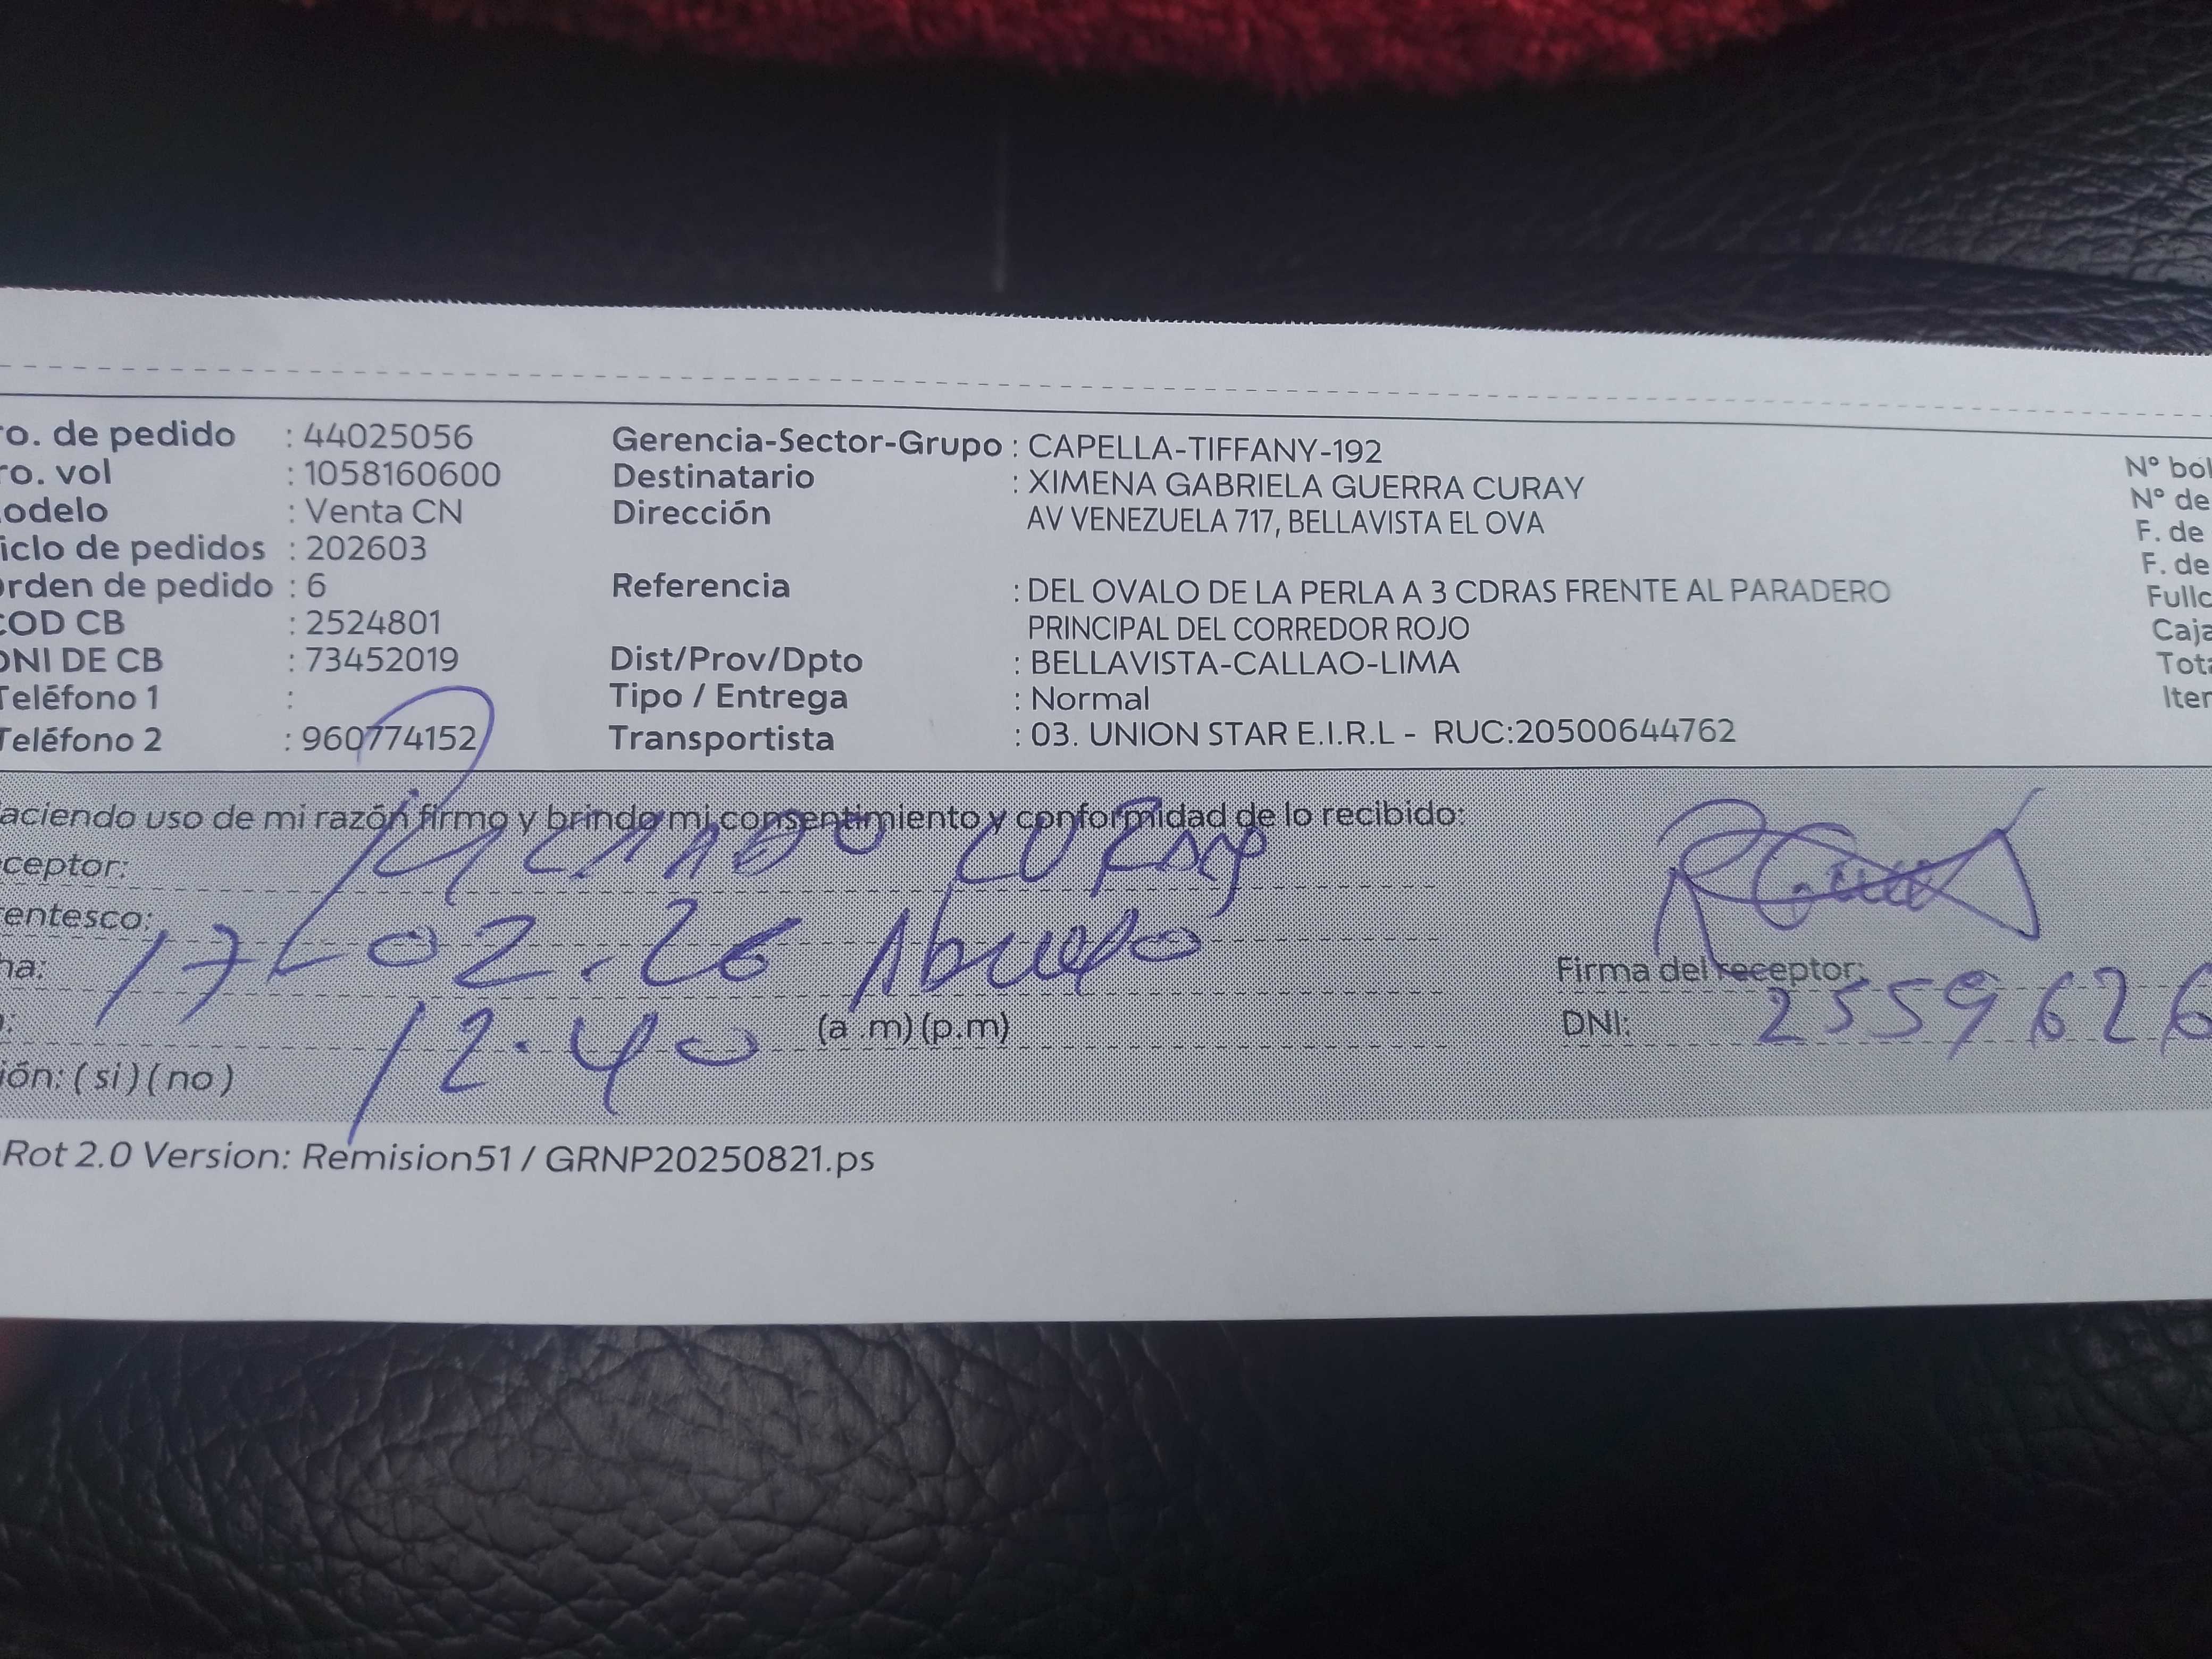 ro. de pedido : 44025056
ro. vol : 1058160600
odelo : Venta CN
iclo de pedidos : 202603
orden de pedido : 6
COD CB : 2524801
DNI DE CB : 73452019
Teléfono 1 :
Teléfono 2 : 960774152
Gerencia-Sector-Grupo : CAPELLA-TIFFANY-192
Destinatario : XIMENA GABRIELA GUERRA CURAY
Dirección AV VENEZUELA 717, BELLAVISTA EL OVA
Referencia : DEL OVALO DE LA PERLA A 3 CDRAS FRENTE AL PARADERO
PRINCIPAL DEL CORREDOR ROJO
Dist/Prov/Dpto : BELLAVISTA-CALLAO-LIMA
Tipo / Entrega : Normal
Transportista : 03. UNION STAR E.I.R.L - RUC:20500644762
N° bol
N° de
F. de
F. de
Fullc
Caja
Tota
Iter
aciendo uso de mi razón firmo y brindo mi consentimiento y conformidad de lo recibido:
ceptor:
entesco:
ha: 17-02.26 Abuelo
12.40 (a .m) (p.m)
ión: ( si ) ( no )
Firma del receptor:
DNI: 2559626
Rot 2.0 Version: Remision51 / GRNP20250821.ps